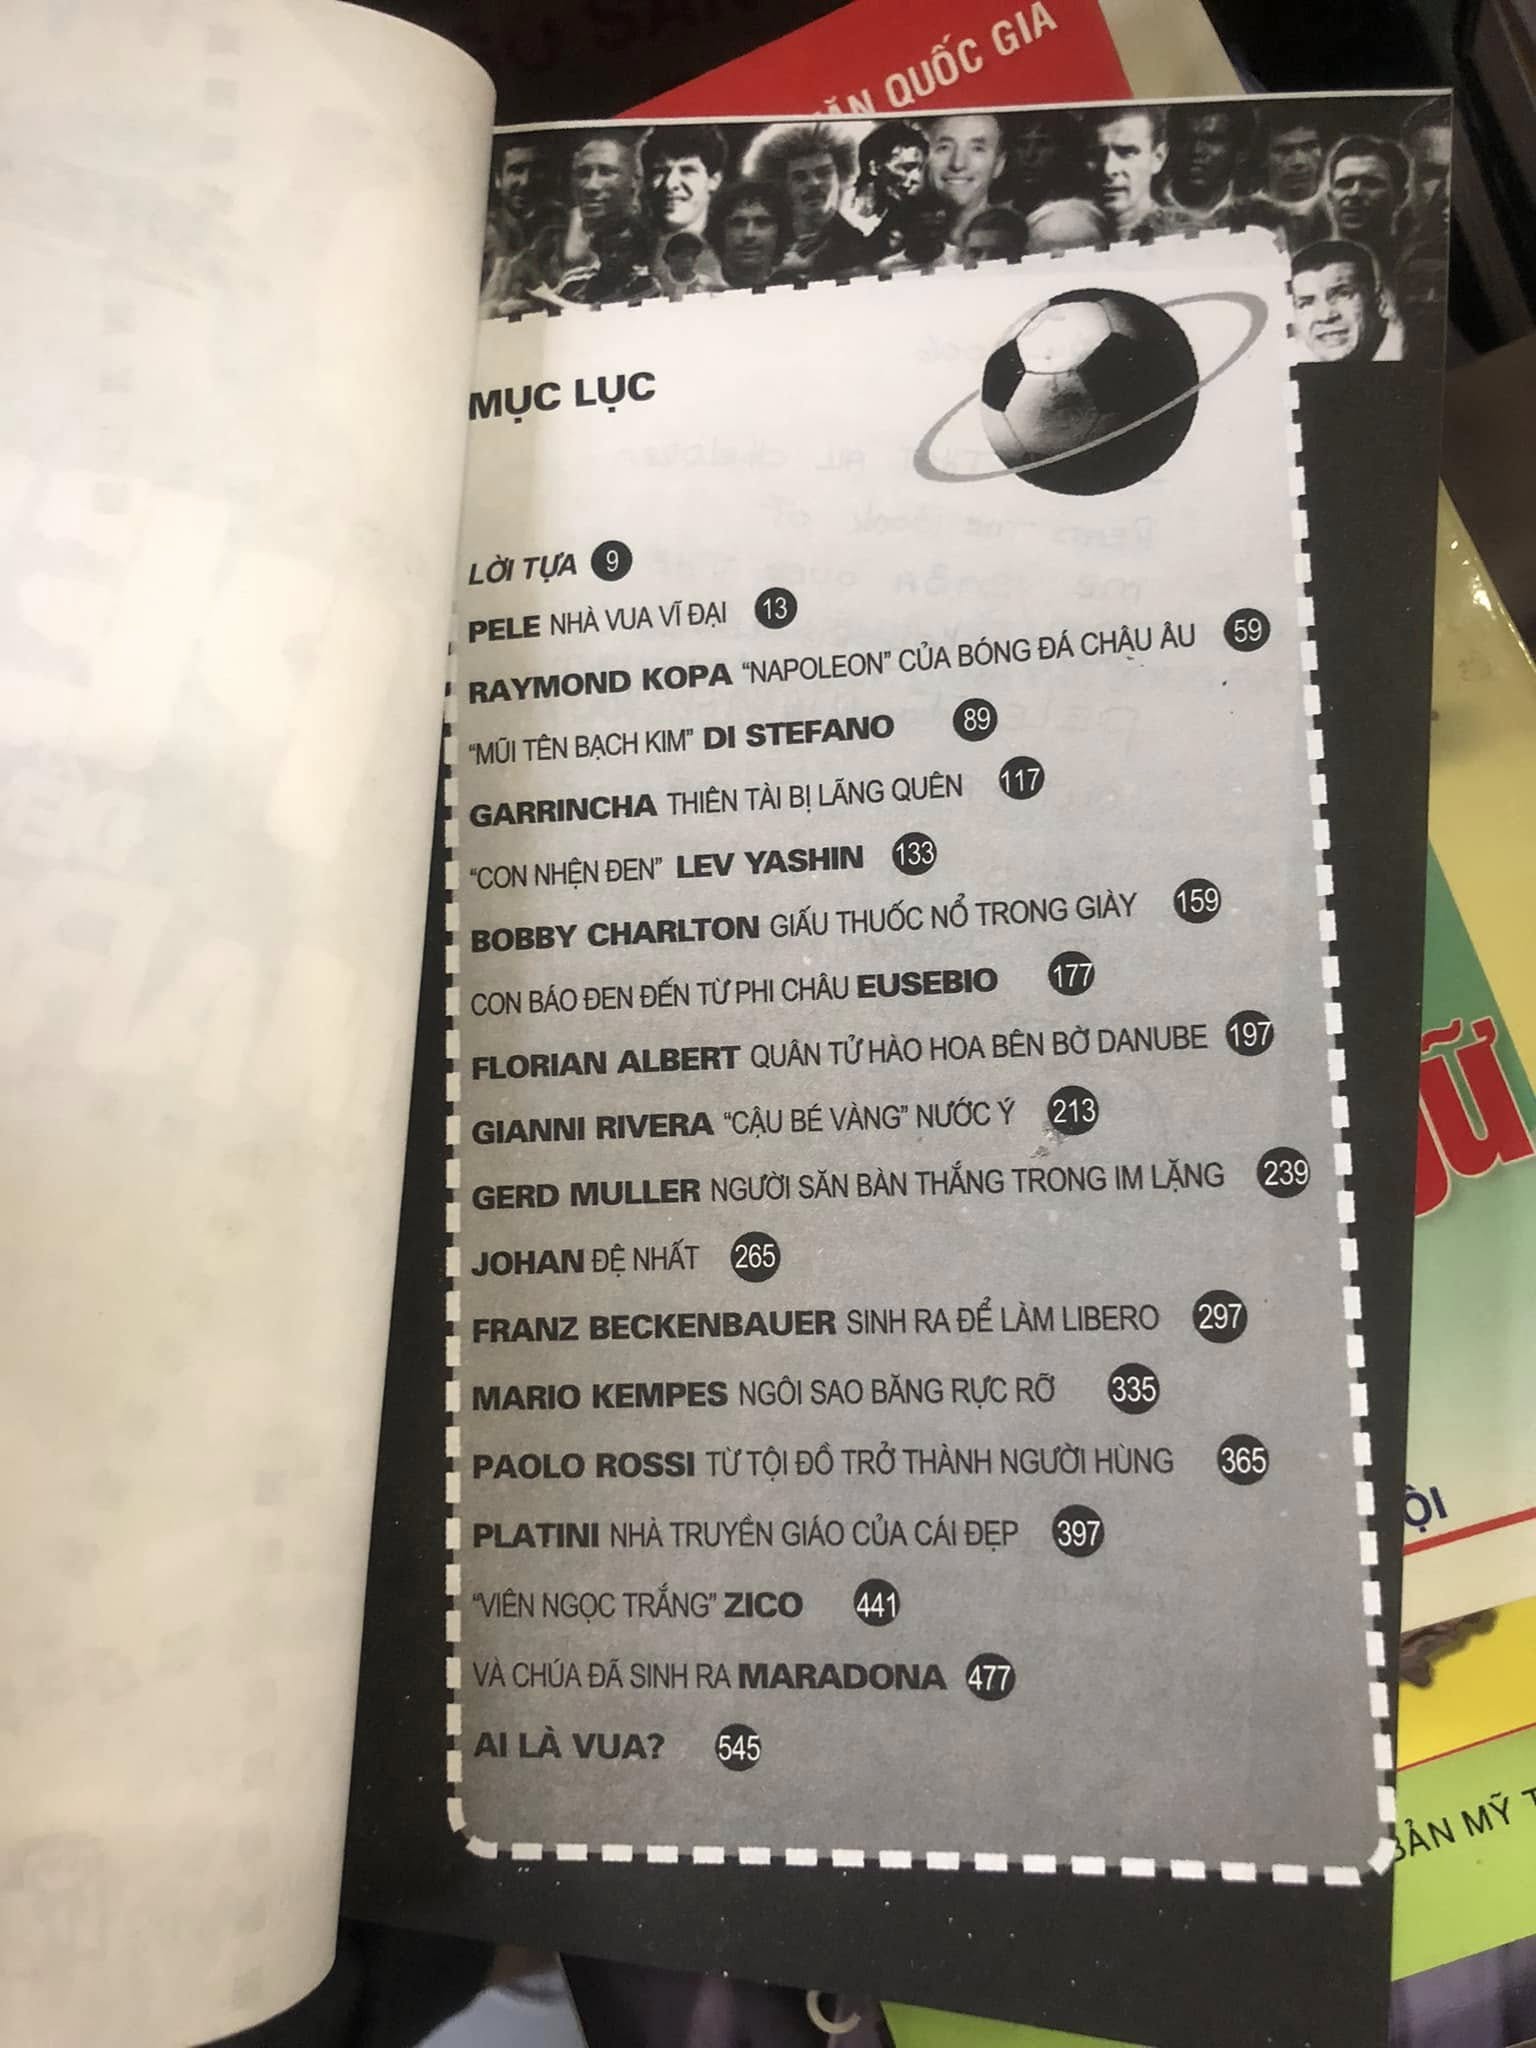 ĂN QUỐC GIA
MỤC LỤC
LỜI TỰA 9
PELE NHÀ VUA VĨ ĐẠI 13
RAYMOND KOPA “NAPOLEON” CỦA BÓNG ĐÁ CHÂU ÂU 59
“MŨI TÊN BẠCH KIM” DI STEFANO 89
GARRINCHA THIÊN TÀI BỊ LÃNG QUÊN 117
“CON NHỆN ĐEN” LEV YASHIN 133
BOBBY CHARLTON GIẤU THUỐC NỔ TRONG GIÀY 159
CON BÁO ĐEN ĐẾN TỪ PHI CHÂU EUSEBIO 177
FLORIAN ALBERT QUÂN TỬ HÀO HOA BÊN BỜ DANUBE 197
GIANNI RIVERA “CẬU BÉ VÀNG” NƯỚC Ý 213
GERD MULLER NGƯỜI SĂN BÀN THẮNG TRONG IM LẶNG 239
JOHAN ĐỆ NHẤT 265
FRANZ BECKENBAUER SINH RA ĐỂ LÀM LIBERO 297
MARIO KEMPES NGÔI SAO BĂNG RỰC RỠ 335
PAOLO ROSSI TỪ TỘI ĐỒ TRỞ THÀNH NGƯỜI HÙNG 365
PLATINI NHÀ TRUYỀN GIÁO CỦA CÁI ĐẸP 397
“VIÊN NGỌC TRẮNG” ZICO 441
VÀ CHÚA ĐÃ SINH RA MARADONA 477
AI LÀ VUA? 545
ỘI
BẢN MỸ T